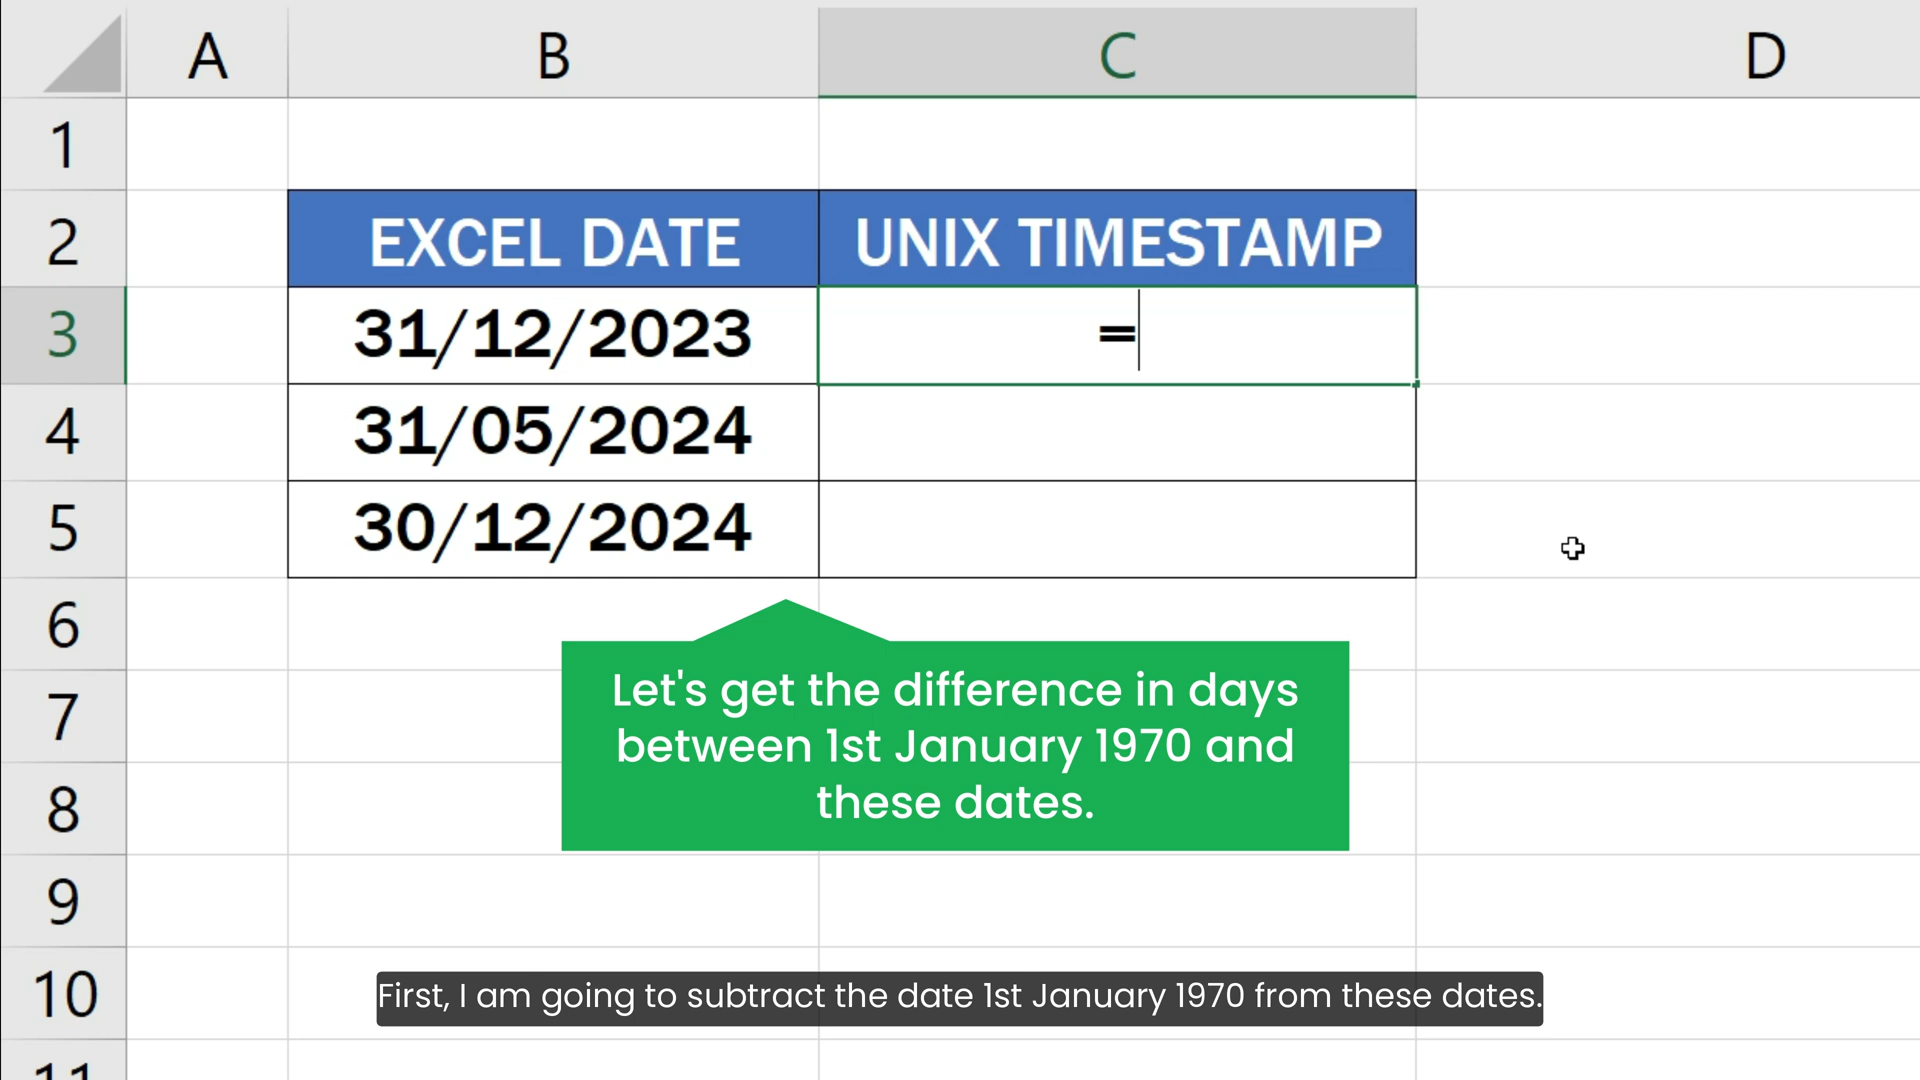 A B C D
1
2 EXCEL DATE UNIX TIMESTAMP
3 31/12/2023 =
4 31/05/2024
5 30/12/2024
6
Let's get the difference in days
7
between 1st January 1970 and
8
these dates.
9
10
First, I am going to subtract the date 1st January 1970 from these dates.
11